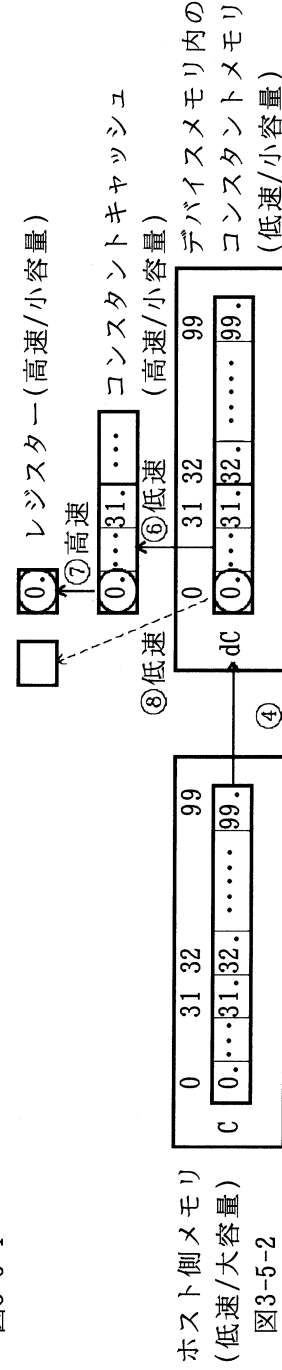 レジスター(高速/小容量)
0.
⑦高速
コンスタントキャッシュ
(高速/小容量)
0. ... 31. ...
⑧低速
⑥低速
デバイスメモリ内の
コンスタントメモリ
(低速/小容量)
0 31 32 99
dC 0. ... 31. 32. ...... 99.
④
ホスト側メモリ
(低速/大容量)
0 31 32 99
C 0. ... 31. 32. ...... 99.
図3-5-2